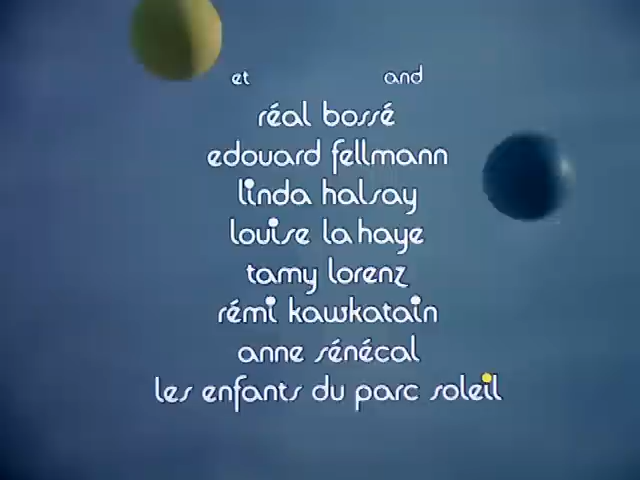 et and
réal bossé
edouard fellmann
linda halsay
louise la haye
tamy lorenz
rémi kawkatain
anne sénécal
les enfants du parc soleil